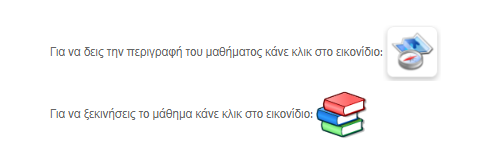 Για να δεις την περιγραφή του μαθήματος κάνε κλικ στο εικονίδιο:
Για να ξεκινήσεις το μάθημα κάνε κλικ στο εικονίδιο: